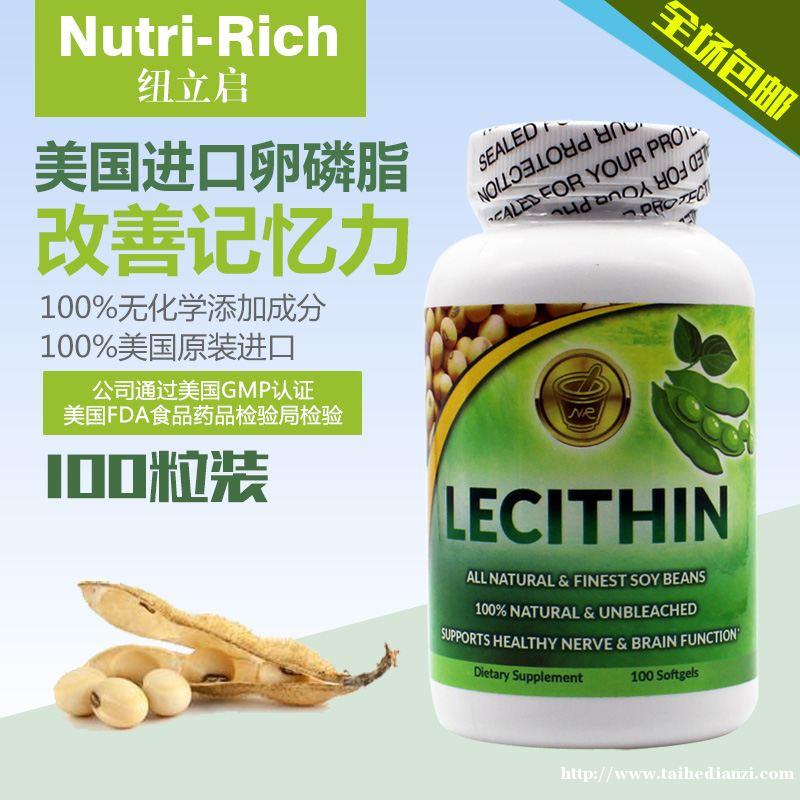 Nutri-Rich
纽立启
全场包邮
美国进口卵磷脂
改善记忆力
100%无化学添加成分
100%美国原装进口
公司通过美国GMP认证
美国FDA食品药品检验局检验
100粒装
SEALED FOR YOUR PROTE
NR
LECITHIN
ALL NATURAL & FINEST SOY BEANS
100% NATURAL & UNBLEACHED
SUPPORTS HEALTHY NERVE & BRAIN FUNCTION*
Dietary Supplement 100 Softgels
http://www.taihedianzi.com